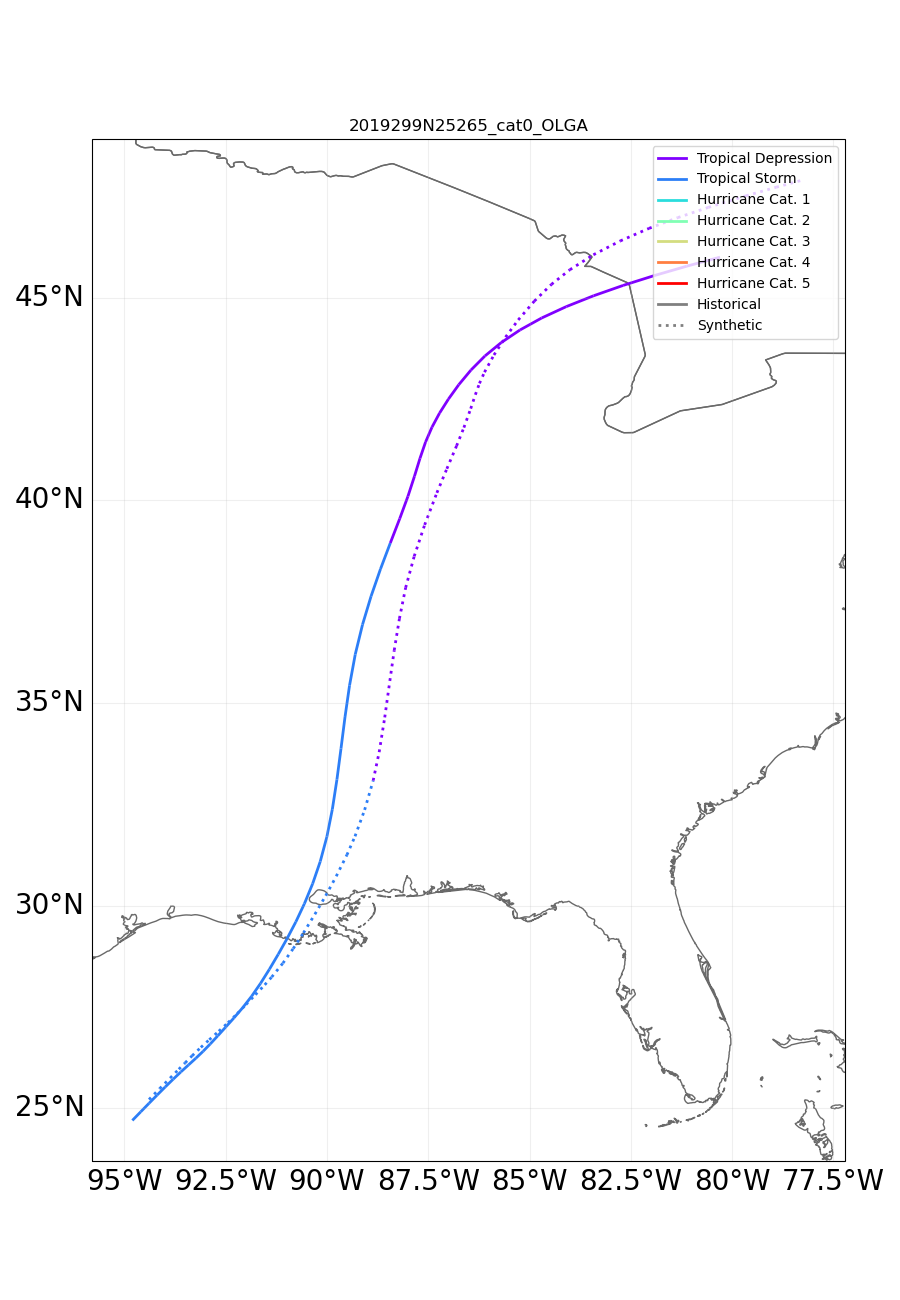 2019299N25265_cat0_OLGA
Tropical Depression
Tropical Storm
Hurricane Cat. 1
Hurricane Cat. 2
Hurricane Cat. 3
Hurricane Cat. 4
Hurricane Cat. 5
Historical
Synthetic
45°N
40°N
35°N
30°N
25°N
95°W 92.5°W 90°W 87.5°W 85°W 82.5°W 80°W 77.5°W